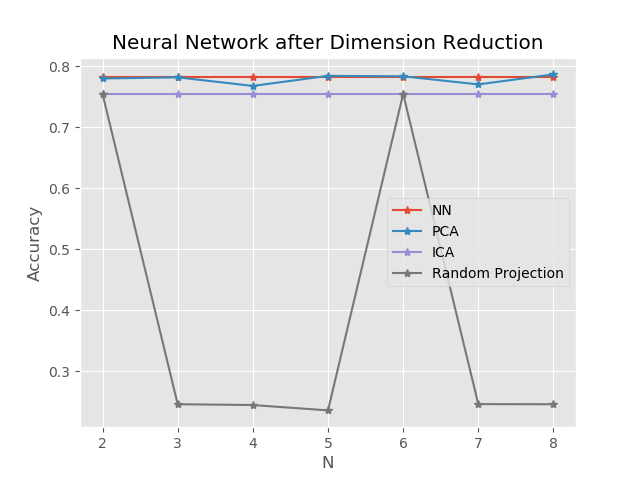 Neural Network after Dimension Reduction
0.8
0.7
0.6
0.5
0.4
0.3
Accuracy
NN
PCA
ICA
Random Projection
2 3 4 5 6 7 8
N